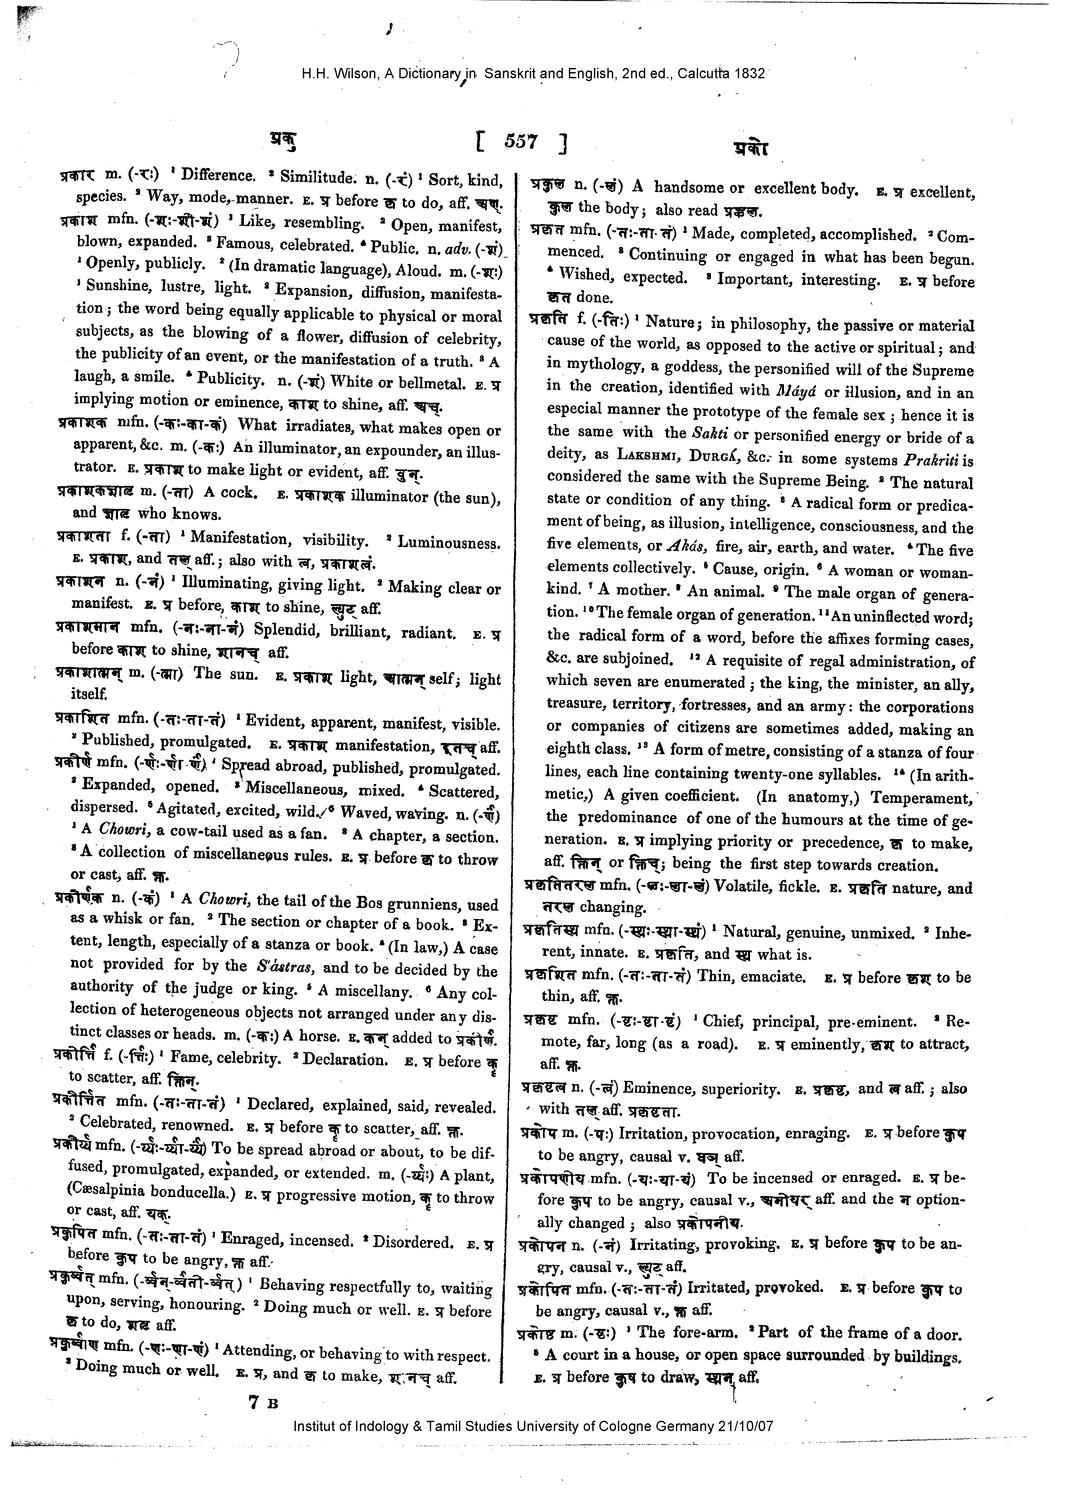 H.H. Wilson, A Dictionary in Sanskrit and English, 2nd ed., Calcutta 1832
प्रकु
[ 557 ]
प्रको
प्रकार m. (-रः) ¹ Difference. ² Similitude. n. (-रं) ¹ Sort, kind,
species. ² Way, mode, manner. E. प्र before कृ to do, aff. घञ्.
प्रकाश mfn. (-शः-शी-शं) ¹ Like, resembling. ² Open, manifest,
blown, expanded. ³ Famous, celebrated. ⁴ Public. n. adv. (-शं)
¹ Openly, publicly. ² (In dramatic language), Aloud. m. (-शः)
¹ Sunshine, lustre, light. ² Expansion, diffusion, manifesta-
tion; the word being equally applicable to physical or moral
subjects, as the blowing of a flower, diffusion of celebrity,
the publicity of an event, or the manifestation of a truth. ³ A
laugh, a smile. ⁴ Publicity. n. (-शं) White or bellmetal. E. प्र
implying motion or eminence, काश to shine, aff. अच्.
प्रकाशक mfn. (-कः-का-कं) What irradiates, what makes open or
apparent, &c. m. (-कः) An illuminator, an expounder, an illus-
trator. E. प्रकाश to make light or evident, aff. वुन्.
प्रकाशकज्ञातृ m. (-ता) A cock. E. प्रकाशक illuminator (the sun),
and ज्ञातृ who knows.
प्रकाशता f. (-ता) ¹ Manifestation, visibility. ² Luminousness.
E. प्रकाश, and तल् aff.; also with त्व, प्रकाशत्वं.
प्रकाशन n. (-नं) ¹ Illuminating, giving light. ² Making clear or
manifest. E. प्र before, काश to shine, ल्युट् aff.
प्रकाशमान mfn. (-नः-ना-नं) Splendid, brilliant, radiant. E. प्र
before काश to shine, शानच् aff.
प्रकाशात्मन् m. (-त्मा) The sun. E. प्रकाश light, आत्मन् self; light
itself.
प्रकाशित mfn. (-तः-ता-तं) ¹ Evident, apparent, manifest, visible.
² Published, promulgated. E. प्रकाश manifestation, इतच् aff.
प्रकीर्ण mfn. (-र्णः-र्णा-र्णं) ¹ Spread abroad, published, promulgated.
² Expanded, opened. ³ Miscellaneous, mixed. ⁴ Scattered,
dispersed. ⁵ Agitated, excited, wild. ⁶ Waved, waving. n. (-र्णं)
¹ A Chowri, a cow-tail used as a fan. ² A chapter, a section.
³ A collection of miscellaneous rules. E. प्र before कॄ to throw
or cast, aff. क्त.
प्रकीर्णक n. (-कं) ¹ A Chowri, the tail of the Bos grunniens, used
as a whisk or fan. ² The section or chapter of a book. ³ Ex-
tent, length, especially of a stanza or book. ⁴ (In law,) A case
not provided for by the S'ástras, and to be decided by the
authority of the judge or king. ⁵ A miscellany. ⁶ Any col-
lection of heterogeneous objects not arranged under any dis-
tinct classes or heads. m. (-कः) A horse. E. कन् added to प्रकीर्ण.
प्रकीर्त्ति f. (-र्त्तिः) ¹ Fame, celebrity. ² Declaration. E. प्र before कॄ
to scatter, aff. क्तिन्.
प्रकीर्त्तित mfn. (-तः-ता-तं) ¹ Declared, explained, said, revealed.
² Celebrated, renowned. E. प्र before कॄ to scatter, aff. क्त.
प्रकीर्य्य mfn. (-र्य्यः-र्य्या-र्य्यं) To be spread abroad or about, to be dif-
fused, promulgated, expanded, or extended. m. (-र्य्यः) A plant,
(Cæsalpinia bonducella.) E. प्र progressive motion, कॄ to throw
or cast, aff. यक्.
प्रकुपित mfn. (-तः-ता-तं) ¹ Enraged, incensed. ² Disordered. E. प्र
before कुप to be angry, क्त aff.
प्रकुर्व्वत् mfn. (-र्व्वन्-र्व्वती-र्व्वत्) ¹ Behaving respectfully to, waiting
upon, serving, honouring. ² Doing much or well. E. प्र before
कृ to do, शतृ aff.
प्रकुर्व्वाण mfn. (-णः-णा-णं) ¹ Attending, or behaving to with respect.
² Doing much or well. E. प्र, and कृ to make, शानच् aff.
7 B
प्रकुल n. (-लं) A handsome or excellent body. E. प्र excellent,
कुल the body; also read प्रकूल.
प्रकृत mfn. (-तः-ता-तं) ¹ Made, completed, accomplished. ² Com-
menced. ³ Continuing or engaged in what has been begun.
⁴ Wished, expected. ⁵ Important, interesting. E. प्र before
कृत done.
प्रकृति f. (-तिः) ¹ Nature; in philosophy, the passive or material
cause of the world, as opposed to the active or spiritual; and
in mythology, a goddess, the personified will of the Supreme
in the creation, identified with Máyá or illusion, and in an
especial manner the prototype of the female sex; hence it is
the same with the Sakti or personified energy or bride of a
deity, as LAKSHMI, DURGÁ, &c. in some systems Prakriti is
considered the same with the Supreme Being. ² The natural
state or condition of any thing. ³ A radical form or predica-
ment of being, as illusion, intelligence, consciousness, and the
five elements, or Akás, fire, air, earth, and water. ⁴ The five
elements collectively. ⁵ Cause, origin. ⁶ A woman or woman-
kind. ⁷ A mother. ⁸ An animal. ⁹ The male organ of genera-
tion. ¹⁰ The female organ of generation. ¹¹ An uninflected word;
the radical form of a word, before the affixes forming cases,
&c. are subjoined. ¹² A requisite of regal administration, of
which seven are enumerated; the king, the minister, an ally,
treasure, territory, fortresses, and an army: the corporations
or companies of citizens are sometimes added, making an
eighth class. ¹³ A form of metre, consisting of a stanza of four
lines, each line containing twenty-one syllables. ¹⁴ (In arith-
metic,) A given coefficient. (In anatomy,) Temperament,
the predominance of one of the humours at the time of ge-
neration. E. प्र implying priority or precedence, कृ to make,
aff. क्तिन् or क्तिच्; being the first step towards creation.
प्रकृतितरल mfn. (-लः-ला-लं) Volatile, fickle. E. प्रकृति nature, and
तरल changing.
प्रकृतिस्थ mfn. (-स्थः-स्था-स्थं) ¹ Natural, genuine, unmixed. ² Inhe-
rent, innate. E. प्रकृति, and स्थ what is.
प्रकृशित mfn. (-तः-ता-तं) Thin, emaciate. E. प्र before कृश to be
thin, aff. क्त.
प्रकृष्ट mfn. (-ष्टः-ष्टा-ष्टं) ¹ Chief, principal, pre-eminent. ² Re-
mote, far, long (as a road). E. प्र eminently, कृश to attract,
aff. क्त.
प्रकृष्टत्व n. (-त्वं) Eminence, superiority. E. प्रकृष्ट, and त्व aff.; also
with तल् aff. प्रकृष्टता.
प्रकोप m. (-पः) Irritation, provocation, enraging. E. प्र before कुप
to be angry, causal v. घञ् aff.
प्रकोपणीय mfn. (-यः-या-यं) To be incensed or enraged. E. प्र be-
fore कुप to be angry, causal v., अनीयर् aff. and the न option-
ally changed; also प्रकोपनीय.
प्रकोपन n. (-नं) Irritating, provoking. E. प्र before कुप to be an-
gry, causal v., ल्युट् aff.
प्रकोपित mfn. (-तः-ता-तं) Irritated, provoked. E. प्र before कुप to
be angry, causal v., क्त aff.
प्रकोष्ठ m. (-ष्ठः) ¹ The fore-arm. ² Part of the frame of a door.
³ A court in a house, or open space surrounded by buildings.
E. प्र before कुष to draw, स्थन् aff.
Institut of Indology & Tamil Studies University of Cologne Germany 21/10/07